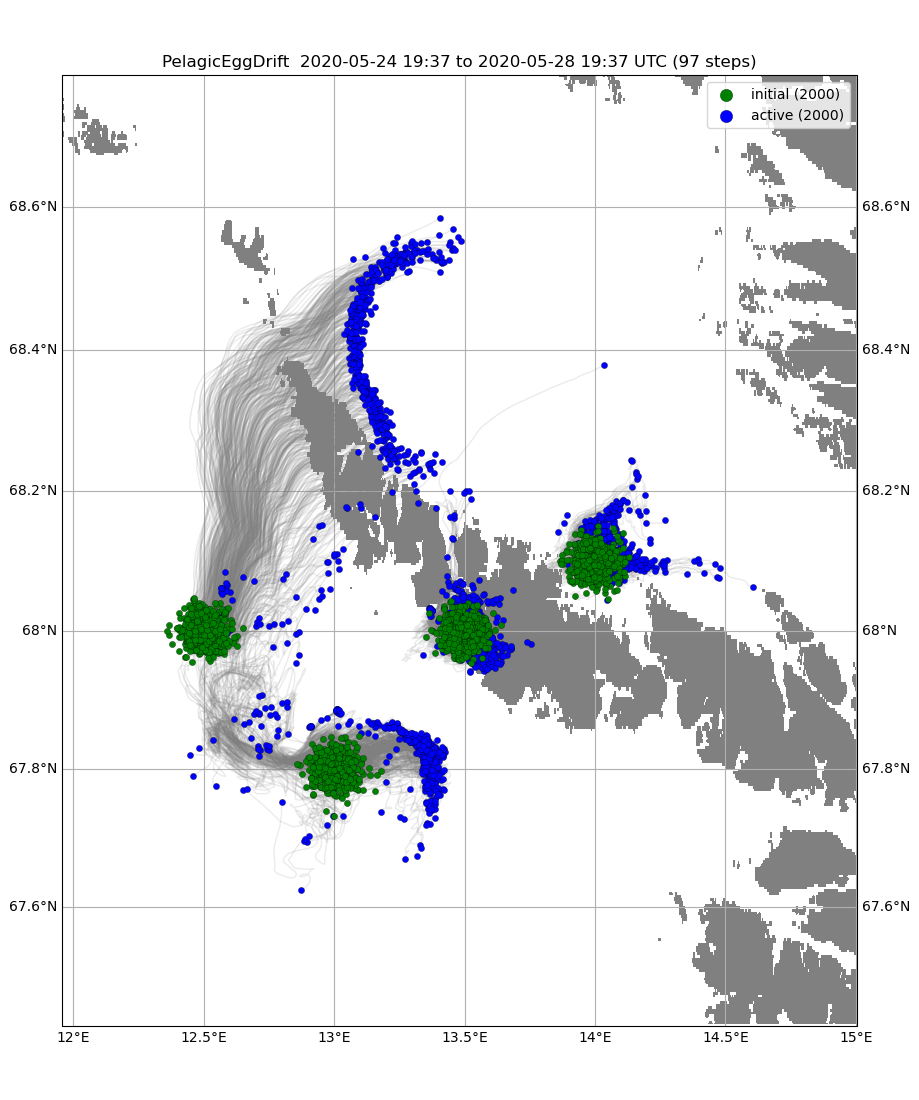 PelagicEggDrift  2020-05-24 19:37 to 2020-05-28 19:37 UTC (97 steps)
initial (2000)
active (2000)
68.6°N 68.6°N
68.4°N 68.4°N
68.2°N 68.2°N
68°N 68°N
67.8°N 67.8°N
67.6°N 67.6°N
12°E 12.5°E 13°E 13.5°E 14°E 14.5°E 15°E